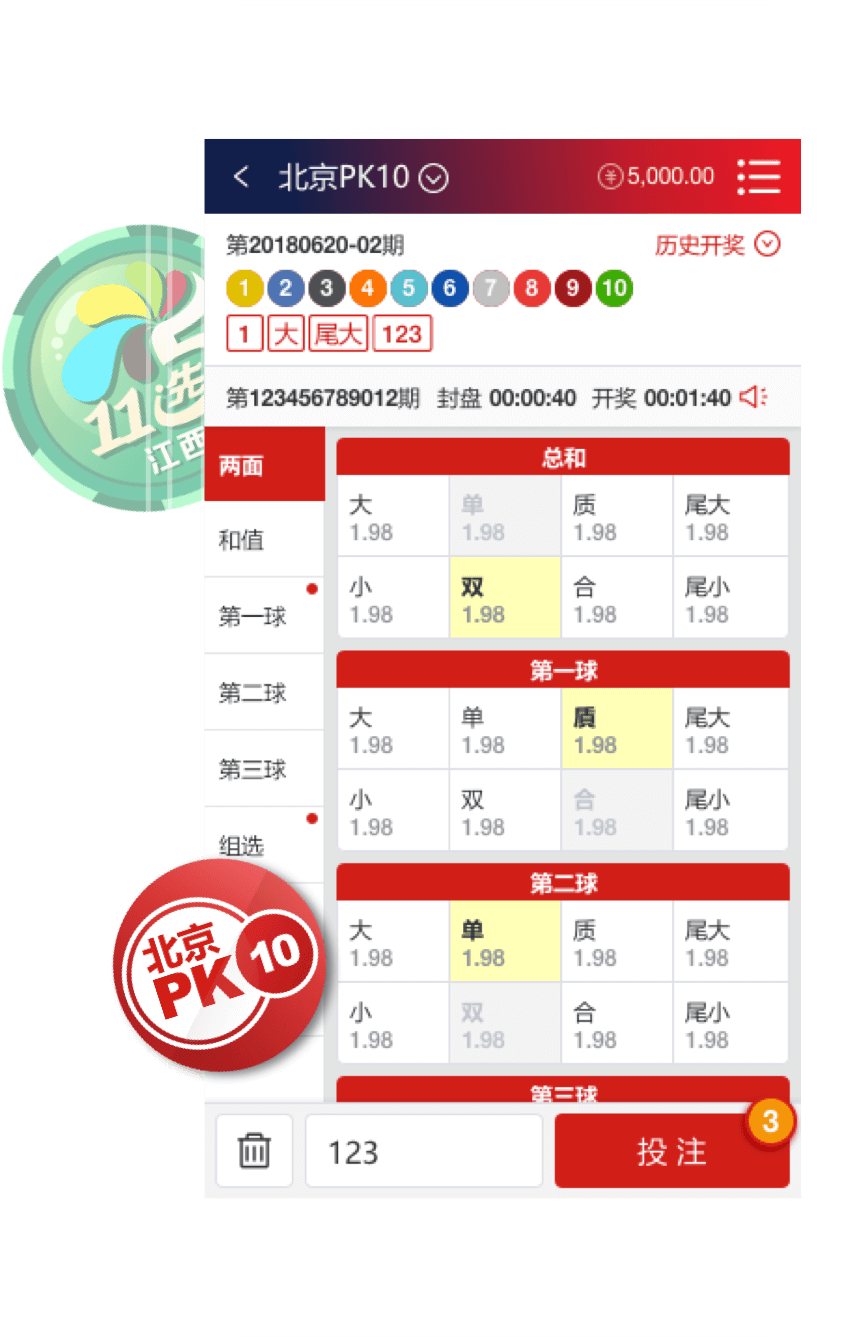 北京PK10 5,000.00
第20180620-02期 历史开奖
1 2 3 4 5 6 7 8 9 10
1 大 尾大 123
第123456789012期 封盘 00:00:40 开奖 00:01:40
11选
江西
两面
和值
第一球
第二球
第三球
组选
总和
大 单 质 尾大
1.98 1.98 1.98 1.98
小 双 合 尾小
1.98 1.98 1.98 1.98
第一球
大 单 質 尾大
1.98 1.98 1.98 1.98
小 双 合 尾小
1.98 1.98 1.98 1.98
第二球
大 单 质 尾大
1.98 1.98 1.98 1.98
小 双 合 尾小
1.98 1.98 1.98 1.98
第三球
北京
PK 10
123 投注 3